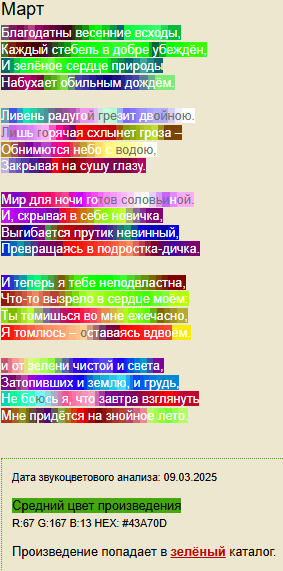 Март
Благодатны весенние всходы,
Каждый стебель в добре убеждён,
И зелёное сердце природы
Набухает обильным дождём.
Ливень радугой грезит двойною.
Лишь горячая схлынет гроза –
Обнимются небо с водою,
Закрывая на сушу глазу.
Мир для ночи готов соловьиной.
И, скрывая в себе новичка,
Выгибается прутик невинный,
Превращаясь в подростка-дичка.
И теперь я тебе неподвластна,
Что-то вызрело в сердце моём:
Ты томишься во мне ежечасно,
Я томлюсь – оставаясь вдвоём.
и от зелени чистой и света,
Затопивших и землю, и грудь,
Не боюсь я, что завтра взглянуть
Мне придётся на знойное лето.
Дата звукоцветового анализа: 09.03.2025
Средний цвет произведения
R:67 G:167 B:13 HEX: #43A70D
Произведение попадает в зелёный каталог.